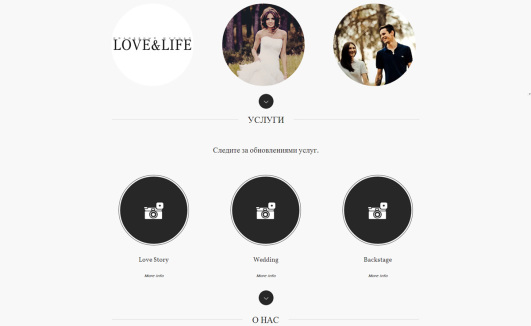 LOVE&LIFE
УСЛУГИ
Следите за обновлениями услуг.
Love Story
Wedding
Backstage
More info
More info
More info
О НАС